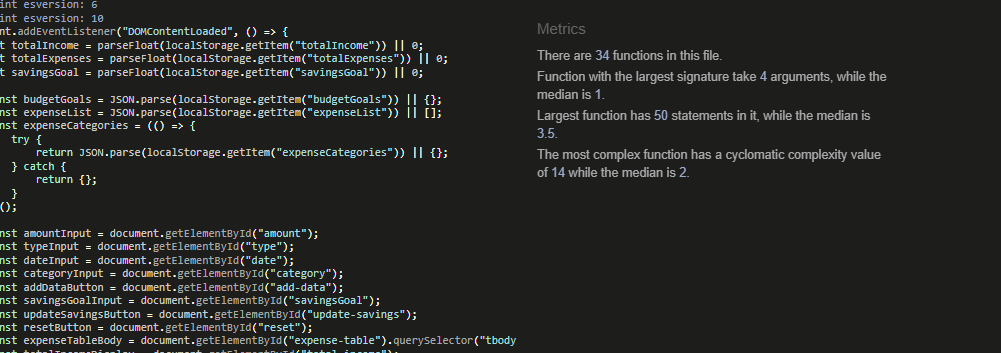 int esversion: 6
int esversion: 10
nt.addEventListener("DOMContentLoaded", () => {
t totalIncome = parseFloat(localStorage.getItem("totalIncome")) || 0;
t totalExpenses = parseFloat(localStorage.getItem("totalExpenses")) || 0;
t savingsGoal = parseFloat(localStorage.getItem("savingsGoal")) || 0;
nst budgetGoals = JSON.parse(localStorage.getItem("budgetGoals")) || {};
nst expenseList = JSON.parse(localStorage.getItem("expenseList")) || [];
nst expenseCategories = (() => {
try {
return JSON.parse(localStorage.getItem("expenseCategories")) || {};
} catch {
return {};
}
();
nst amountInput = document.getElementById("amount");
nst typeInput = document.getElementById("type");
nst dateInput = document.getElementById("date");
nst categoryInput = document.getElementById("category");
nst addDataButton = document.getElementById("add-data");
nst savingsGoalInput = document.getElementById("savingsGoal");
nst updateSavingsButton = document.getElementById("update-savings");
nst resetButton = document.getElementById("reset");
nst expenseTableBody = document.getElementById("expense-table").querySelector("tbody
nst totalIncomeDisplay = document.getElementById("total-income");
Metrics
There are 34 functions in this file.
Function with the largest signature take 4 arguments, while the
median is 1.
Largest function has 50 statements in it, while the median is
3.5.
The most complex function has a cyclomatic complexity value
of 14 while the median is 2.